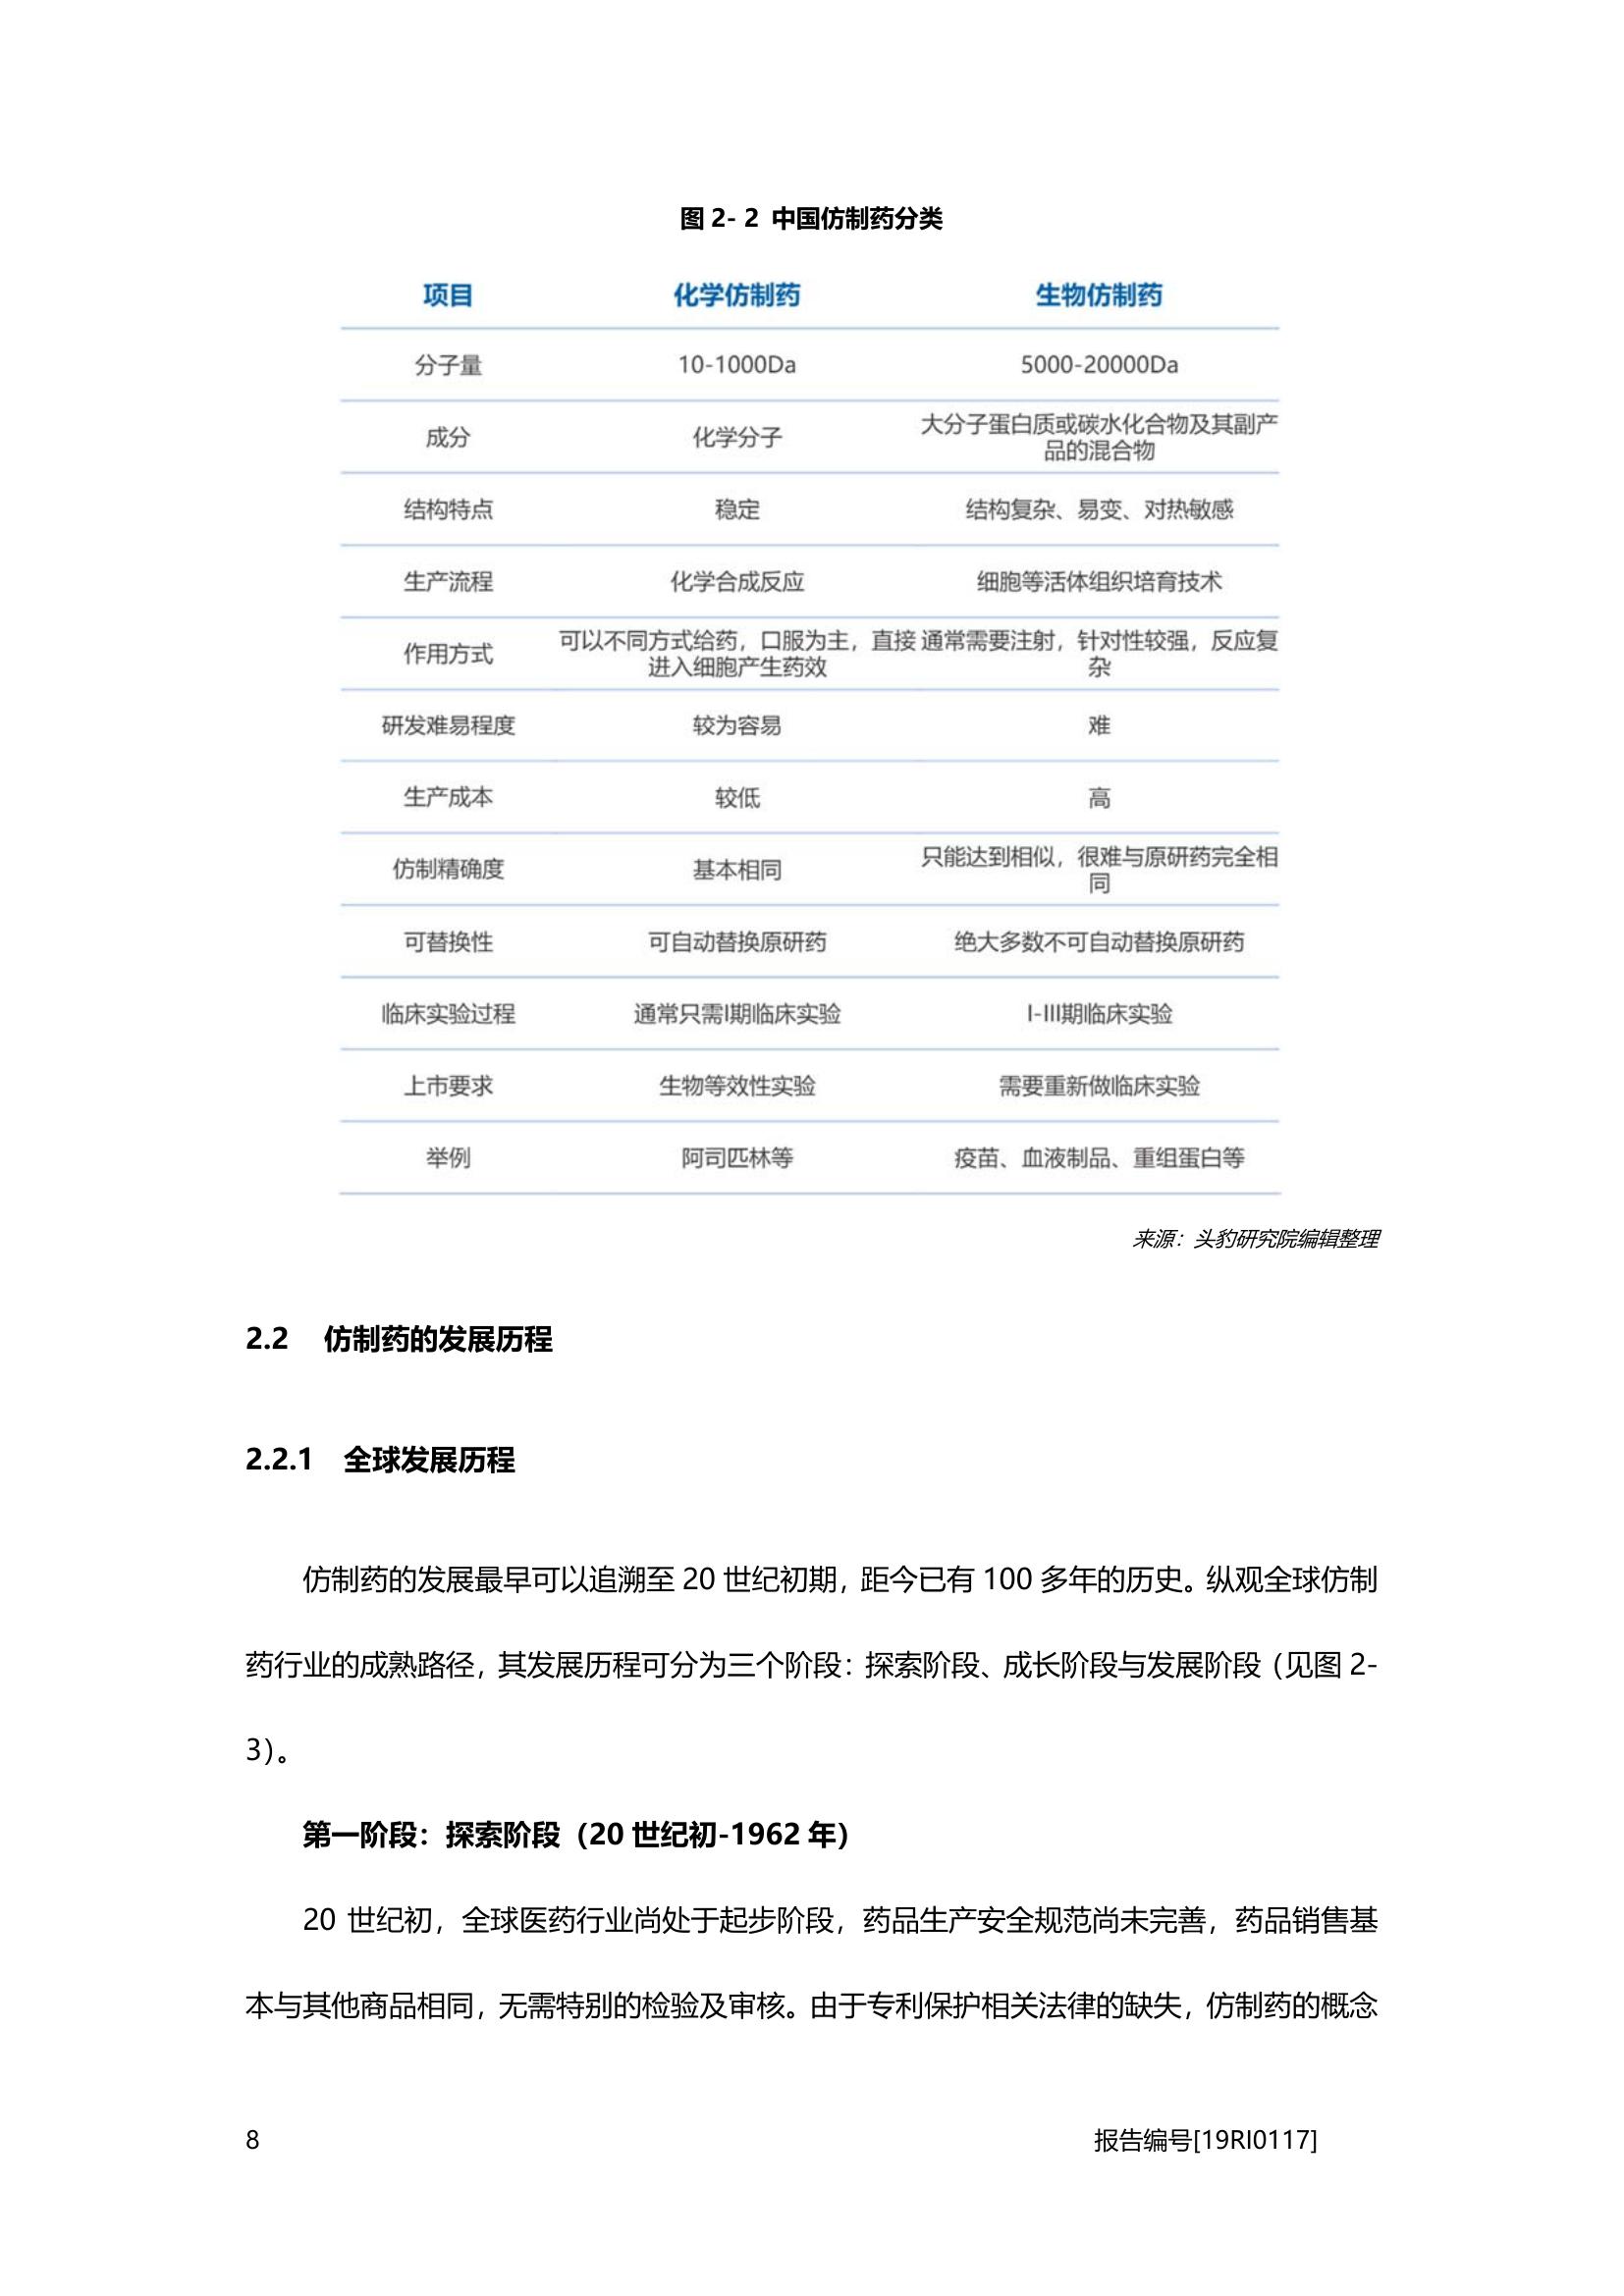 图 2- 2 中国仿制药分类
项目 化学仿制药 生物仿制药
分子量 10-1000Da 5000-20000Da
成分 化学分子 大分子蛋白质或碳水化合物及其副产
品的混合物
结构特点 稳定 结构复杂、易变、对热敏感
生产流程 化学合成反应 细胞等活体组织培育技术
作用方式 可以不同方式给药，口服为主，直接 通常需要注射，针对性较强，反应复
进入细胞产生药效 杂
研发难易程度 较为容易 难
生产成本 较低 高
仿制精确度 基本相同 只能达到相似，很难与原研药完全相
同
可替换性 可自动替换原研药 绝大多数不可自动替换原研药
临床实验过程 通常只需I期临床实验 I-III期临床实验
上市要求 生物等效性实验 需要重新做临床实验
举例 阿司匹林等 疫苗、血液制品、重组蛋白等
来源：头豹研究院编辑整理
2.2 仿制药的发展历程
2.2.1 全球发展历程
仿制药的发展最早可以追溯至 20 世纪初期，距今已有 100 多年的历史。纵观全球仿制
药行业的成熟路径，其发展历程可分为三个阶段：探索阶段、成长阶段与发展阶段（见图 2-
3）。
第一阶段：探索阶段（20 世纪初-1962 年）
20 世纪初，全球医药行业尚处于起步阶段，药品生产安全规范尚未完善，药品销售基
本与其他商品相同，无需特别的检验及审核。由于专利保护相关法律的缺失，仿制药的概念
8 报告编号[19RI0117]